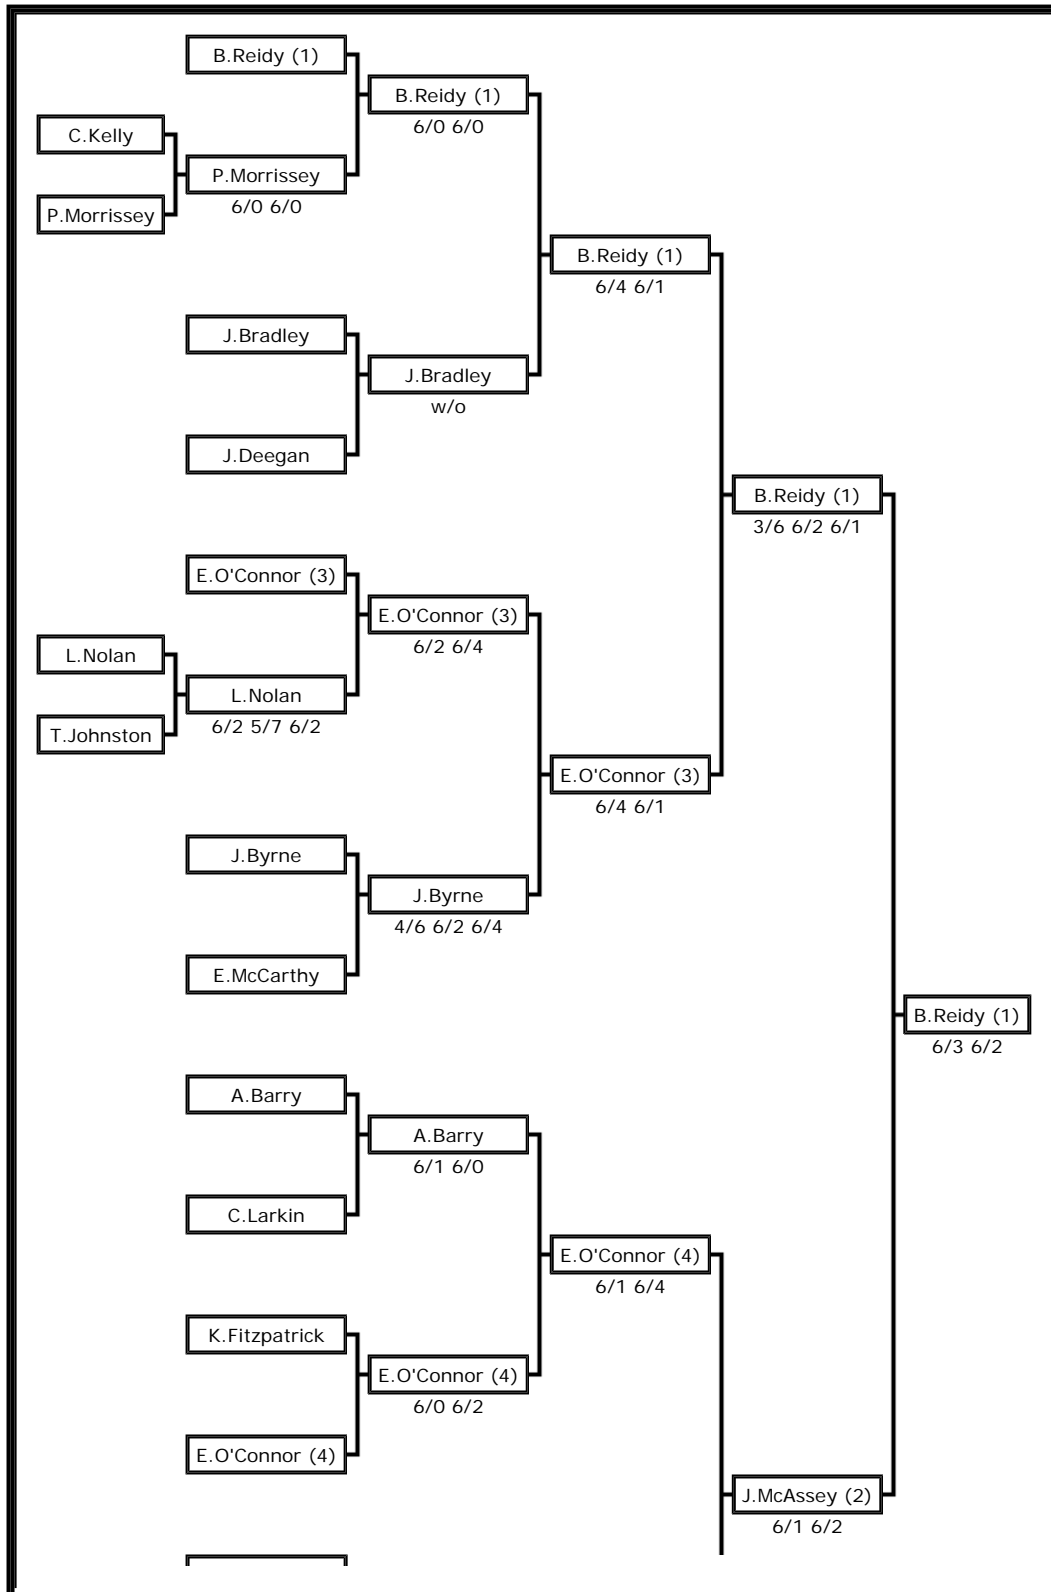 B.Reidy (1)
B.Reidy (1)
6/0 6/0
C.Kelly
P.Morrissey
6/0 6/0
P.Morrissey
B.Reidy (1)
6/4 6/1
J.Bradley
J.Bradley
w/o
J.Deegan
B.Reidy (1)
3/6 6/2 6/1
E.O'Connor (3)
E.O'Connor (3)
6/2 6/4
L.Nolan
L.Nolan
6/2 5/7 6/2
T.Johnston
E.O'Connor (3)
6/4 6/1
J.Byrne
J.Byrne
4/6 6/2 6/4
E.McCarthy
B.Reidy (1)
6/3 6/2
A.Barry
A.Barry
6/1 6/0
C.Larkin
E.O'Connor (4)
6/1 6/4
K.Fitzpatrick
E.O'Connor (4)
6/0 6/2
E.O'Connor (4)
J.McAssey (2)
6/1 6/2